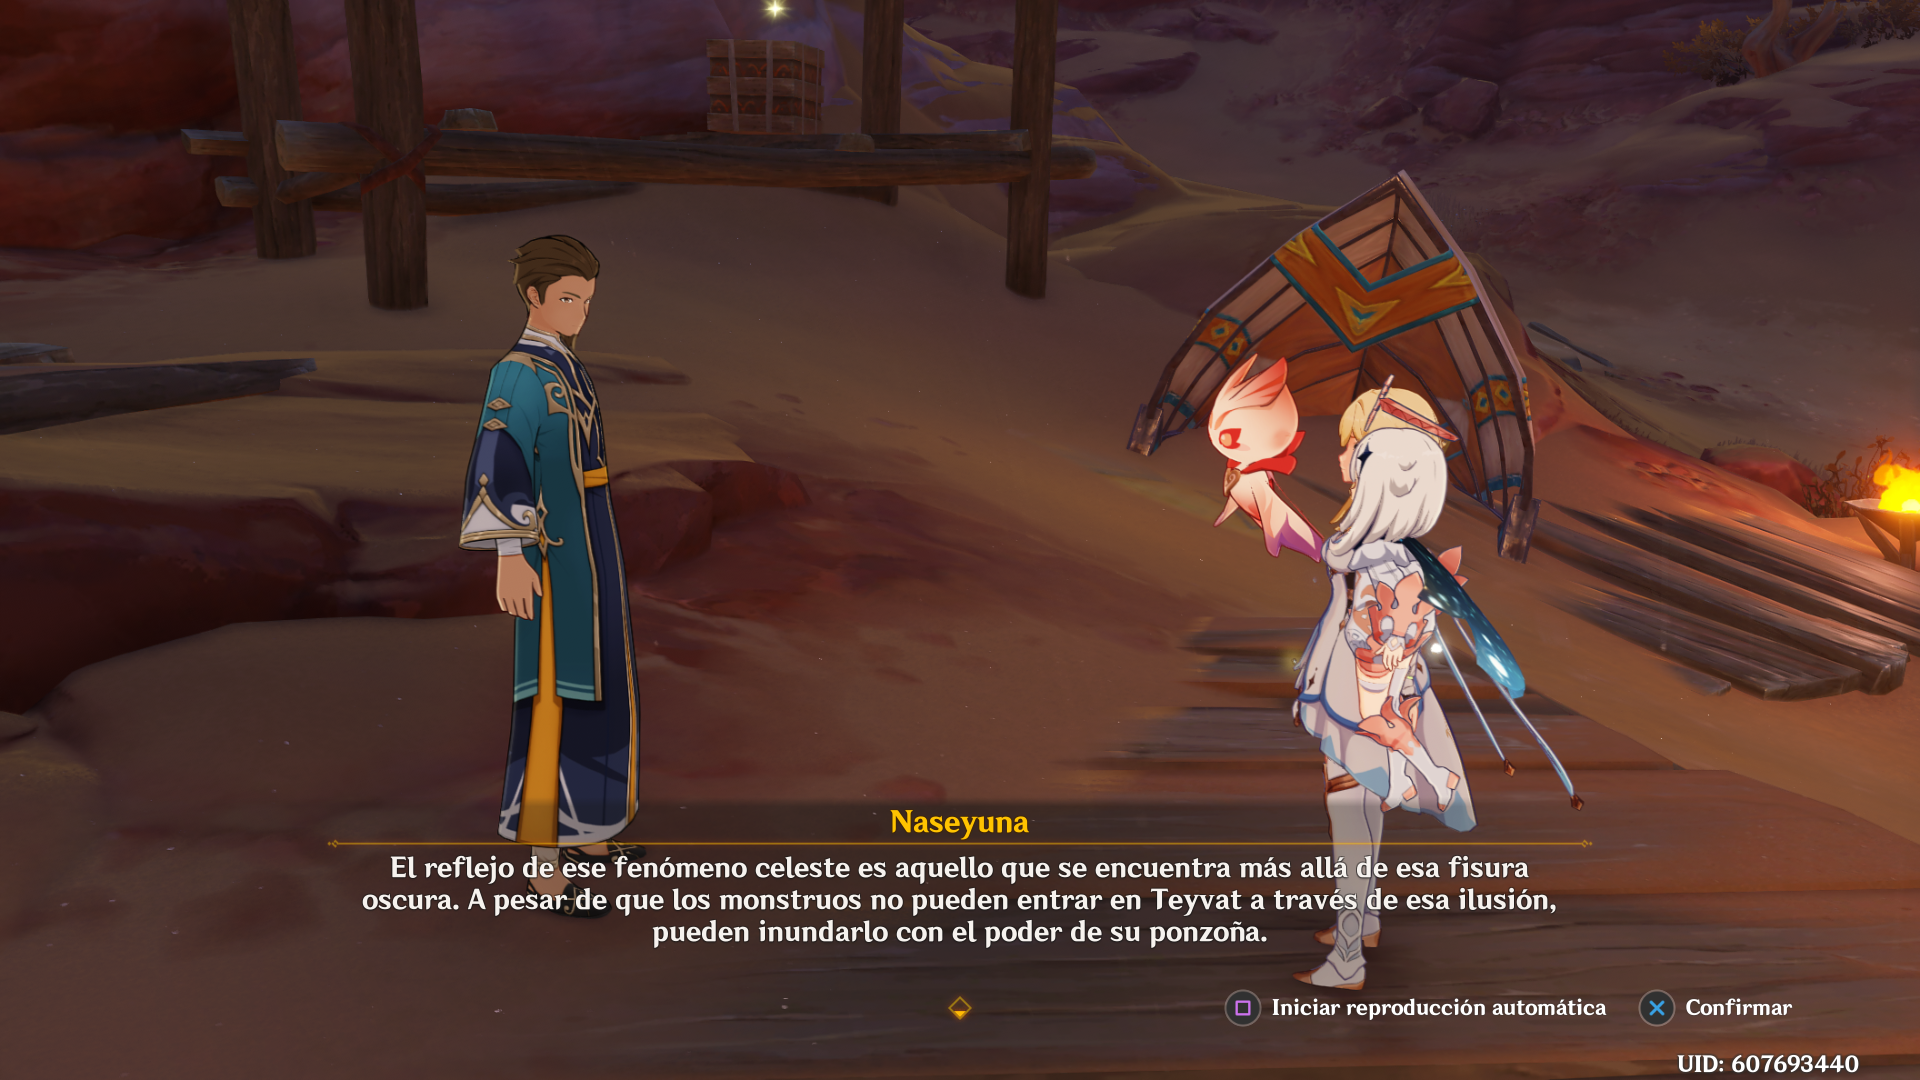 Naseyuna
El reflejo de ese fenómeno celeste es aquello que se encuentra más allá de esa fisura
oscura. A pesar de que los monstruos no pueden entrar en Teyvat a través de esa ilusión,
pueden inundarlo con el poder de su ponzoña.
Iniciar reproducción automática
Confirmar
UID: 607693440